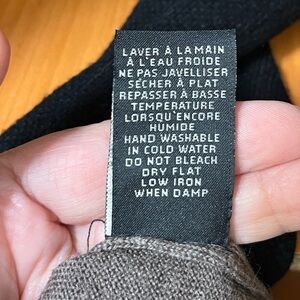 LAVER À LA MAIN
À L'EAU FROIDE
NE PAS JAVELLISER
SÉCHER À PLAT
REPASSER À BASSE
TEMPÉRATURE
LORSQU'ENCORE
HUMIDE
HAND WASHABLE
IN COLD WATER
DO NOT BLEACH
DRY FLAT
LOW IRON
WHEN DAMP